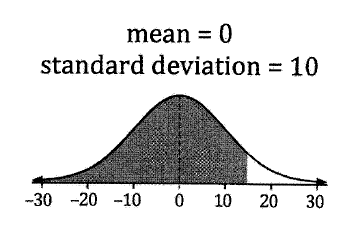 mean = 0
standard deviation = 10
−30 −20 −10 0 10 20 30